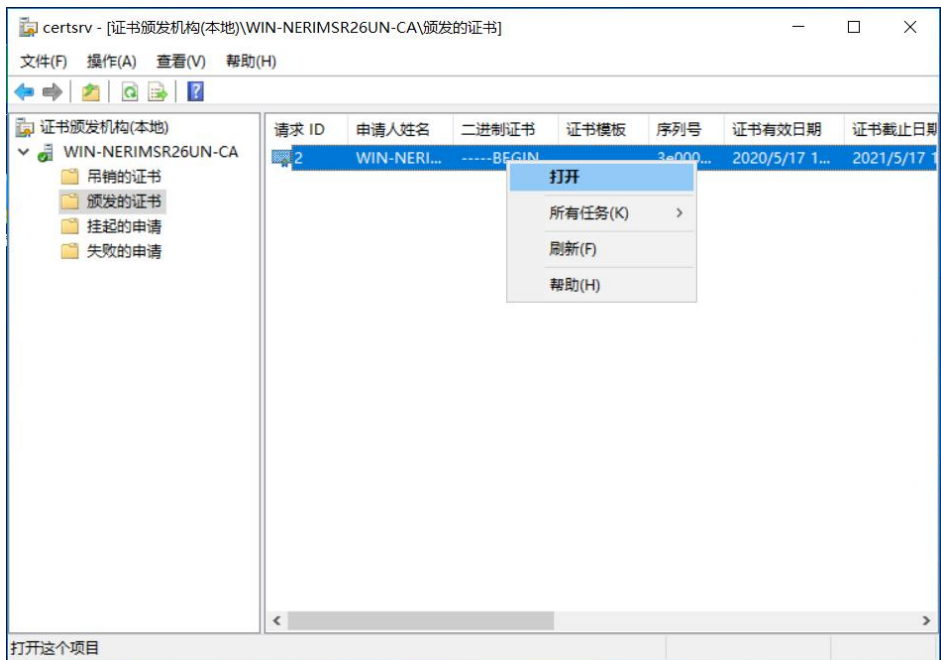 certsrv - [证书颁发机构(本地)\WIN-NERIMSR26UN-CA\颁发的证书]
文件(F) 操作(A) 查看(V) 帮助(H)
证书颁发机构(本地)
WIN-NERIMSR26UN-CA
吊销的证书
颁发的证书
挂起的申请
失败的申请
请求 ID 申请人姓名 二进制证书 证书模板 序列号 证书有效日期 证书截止日期
2 WIN-NERI... -----BEGIN 3e000... 2020/5/17 1... 2021/5/17 1
打开
所有任务(K)
刷新(F)
帮助(H)
打开这个项目